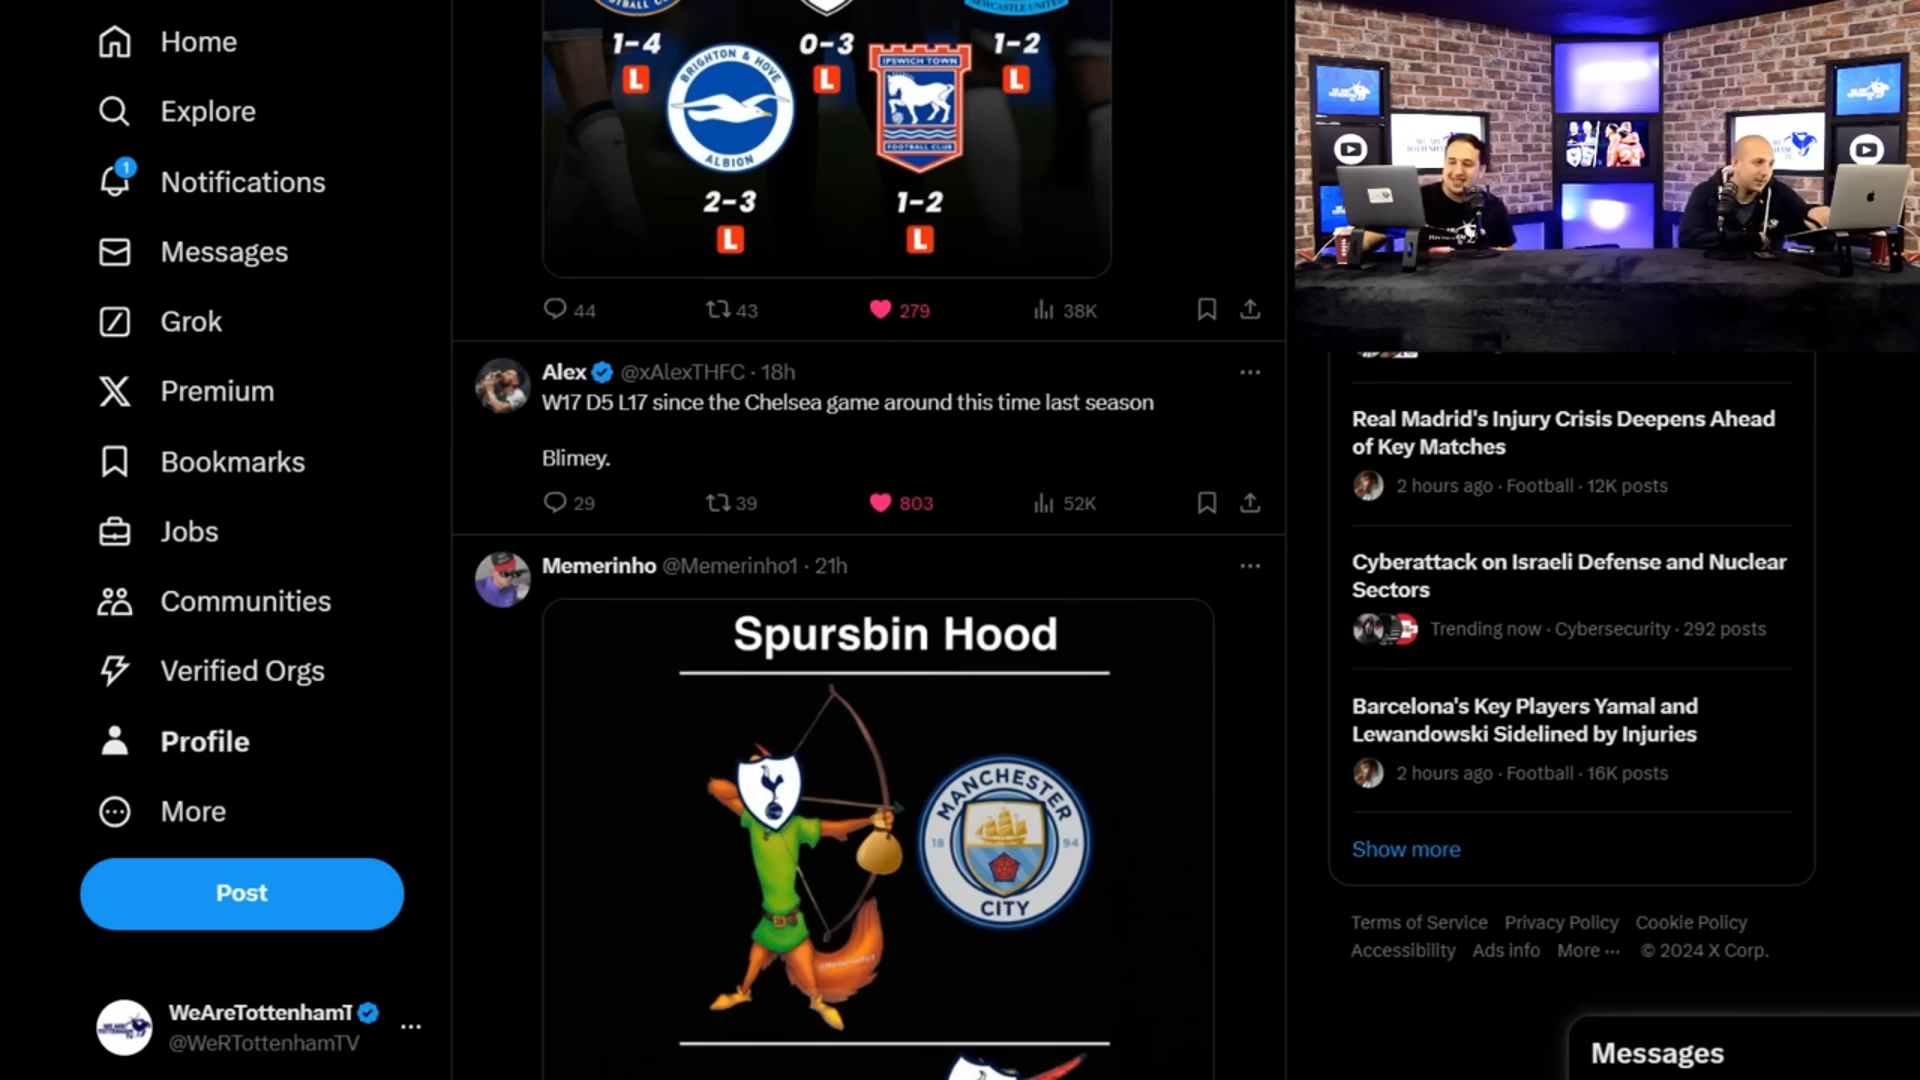 Home
Explore
1
Notifications
Messages
Grok
Premium
Bookmarks
Jobs
Communities
Verified Orgs
Profile
More
Post
WeAreTottenhamT
@WeRTottenhamTV
NEWCASTLE UNITED
1-4
L
0-3
L
1-2
L
BRIGHTON & HOVE
ALBION
2-3
L
IPSWICH TOWN
FOOTBALL CLUB
1-2
L
44
43
279
38K
Alex @xAlexTHFC · 18h
W17 D5 L17 since the Chelsea game around this time last season
Blimey.
29
39
803
52K
Memerinho @Memerinho1 · 21h
Spursbin Hood
MANCHESTER
18 94
CITY
Real Madrid's Injury Crisis Deepens Ahead
of Key Matches
2 hours ago · Football · 12K posts
Cyberattack on Israeli Defense and Nuclear
Sectors
Trending now · Cybersecurity · 292 posts
Barcelona's Key Players Yamal and
Lewandowski Sidelined by Injuries
2 hours ago · Football · 16K posts
Show more
Terms of Service Privacy Policy Cookie Policy
Accessibility Ads info More ··· © 2024 X Corp.
Messages